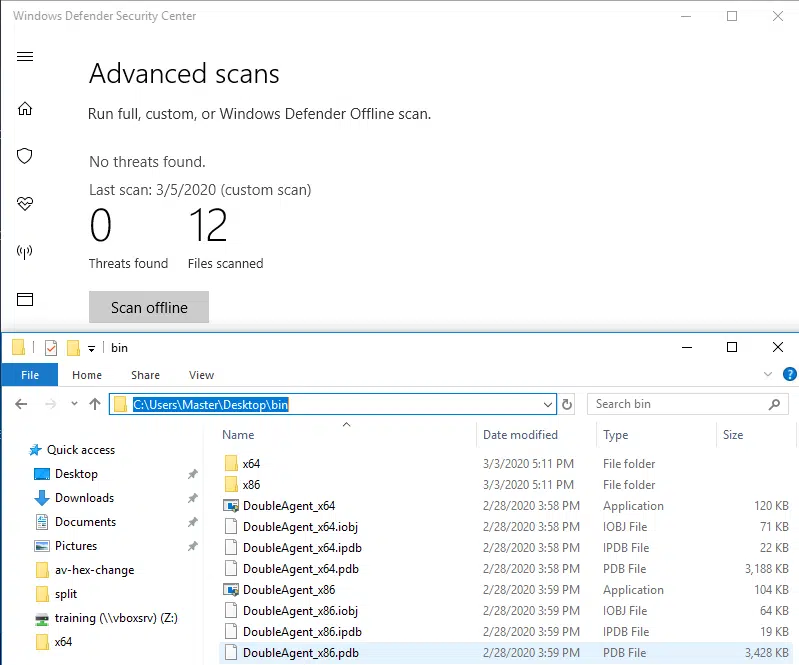 Windows Defender Security Center
Advanced scans
Run full, custom, or Windows Defender Offline scan.
No threats found.
Last scan: 3/5/2020 (custom scan)
0 12
Threats found Files scanned
Scan offline
bin
File Home Share View ?
C:\Users\Master\Desktop\bin Search bin
Name Date modified Type Size
Quick access
Desktop
Downloads
Documents
Pictures
av-hex-change
split
training (\\vboxsrv) (Z:)
x64
x64 3/3/2020 5:11 PM File folder
x86 3/3/2020 5:11 PM File folder
DoubleAgent_x64 2/28/2020 3:58 PM Application 120 KB
DoubleAgent_x64.iobj 2/28/2020 3:58 PM IOBJ File 71 KB
DoubleAgent_x64.ipdb 2/28/2020 3:58 PM IPDB File 22 KB
DoubleAgent_x64.pdb 2/28/2020 3:58 PM PDB File 3,188 KB
DoubleAgent_x86 2/28/2020 3:59 PM Application 104 KB
DoubleAgent_x86.iobj 2/28/2020 3:59 PM IOBJ File 64 KB
DoubleAgent_x86.ipdb 2/28/2020 3:59 PM IPDB File 19 KB
DoubleAgent_x86.pdb 2/28/2020 3:59 PM PDB File 3,428 KB